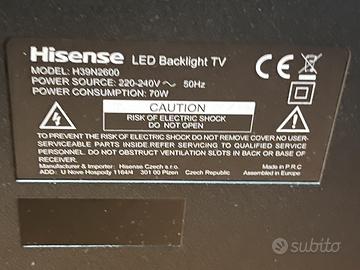 Hisense LED Backlight TV
MODEL: H39N2600
POWER SOURCE: 220-240V～ 50Hz
POWER CONSUMPTION: 70W
CAUTION
RISK OF ELECTRIC SHOCK
DO NOT OPEN
TO PREVENT THE RISK OF ELECTRIC SHOCK DO NOT REMOVE COVER. NO USER-
SERVICEABLE PARTS INSIDE. REFER SERVICING TO QUALIFIED SERVICE
PERSONNEL. DO NOT OBSTRUCT VENTILATION SLOTS IN BACK OR ABOVE OF
RECEIVER.
Manufacturer & Importer: Hisense Czech s.r.o.
ADD: U Nove Hospody 1164/4 301 00 Plzen Czech Republic
Made in P.R.C
Assembled in Europe
CE
subito